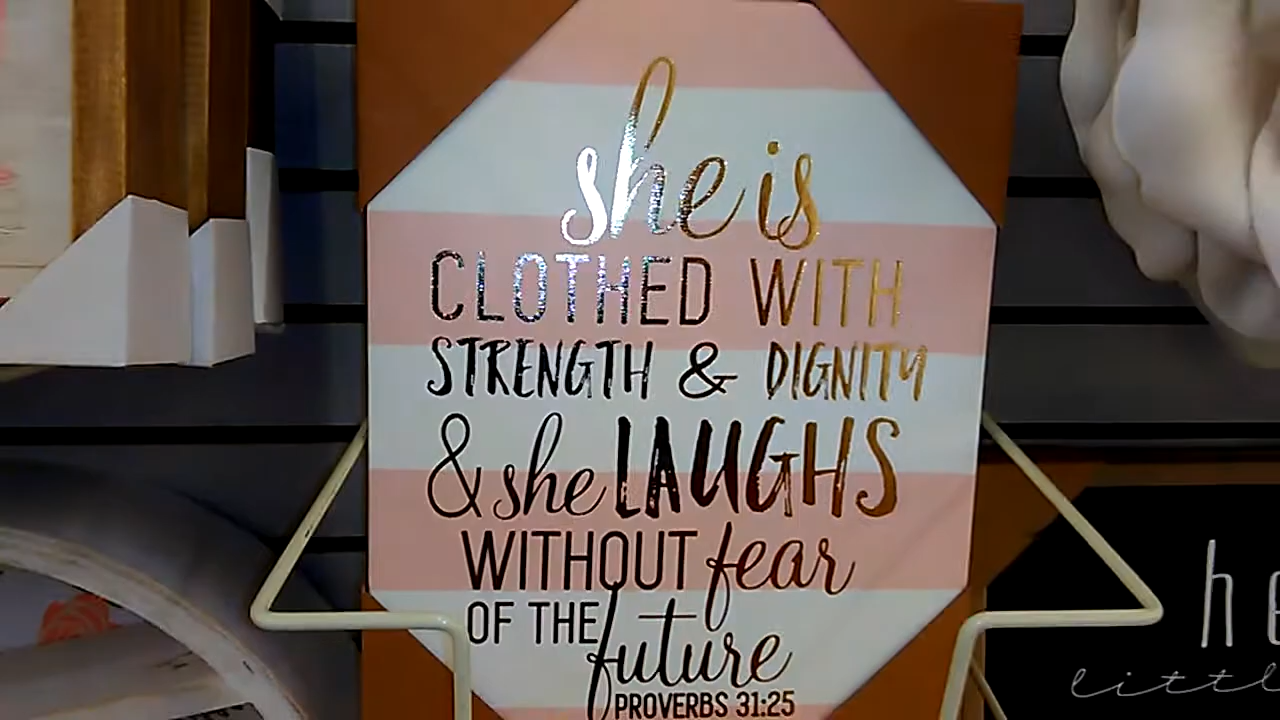 she is
CLOTHED WITH
STRENGTH & DIGNITY
& she LAUGHS
WITHOUT fear
OF THE future
PROVERBS 31:25